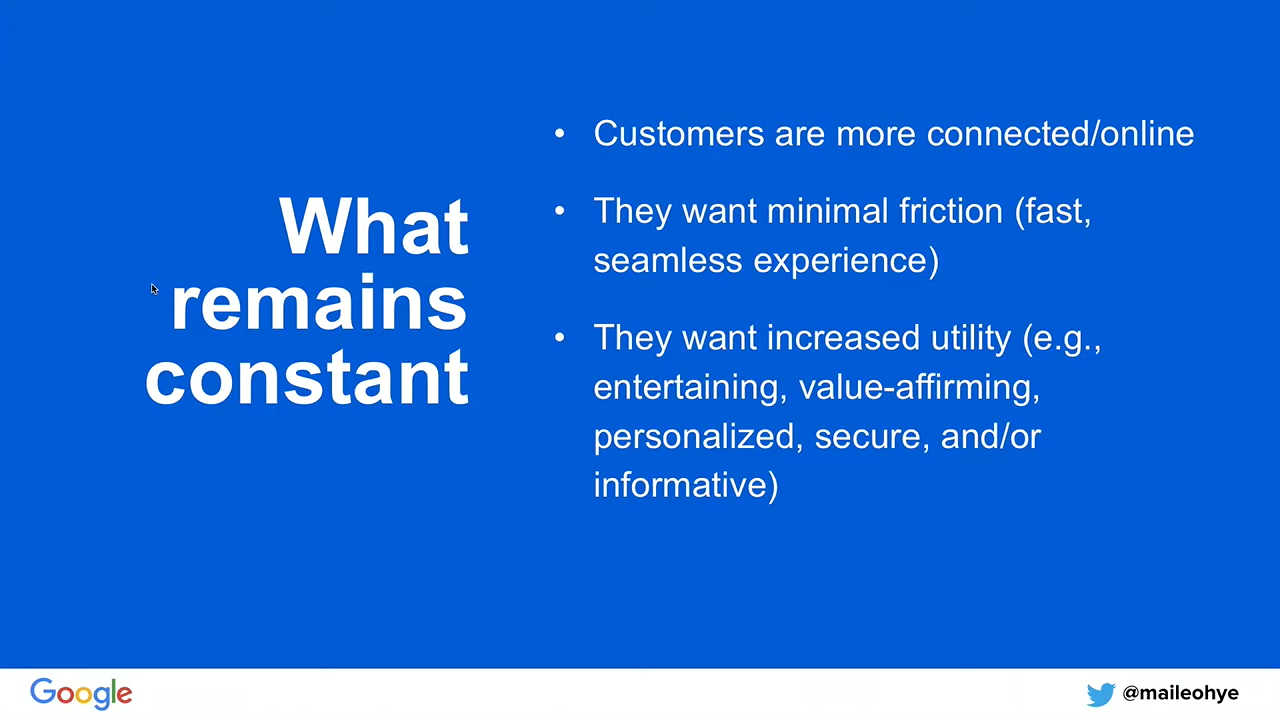 What
remains
constant
• Customers are more connected/online
• They want minimal friction (fast,
seamless experience)
• They want increased utility (e.g.,
entertaining, value-affirming,
personalized, secure, and/or
informative)
Google
@maileohye